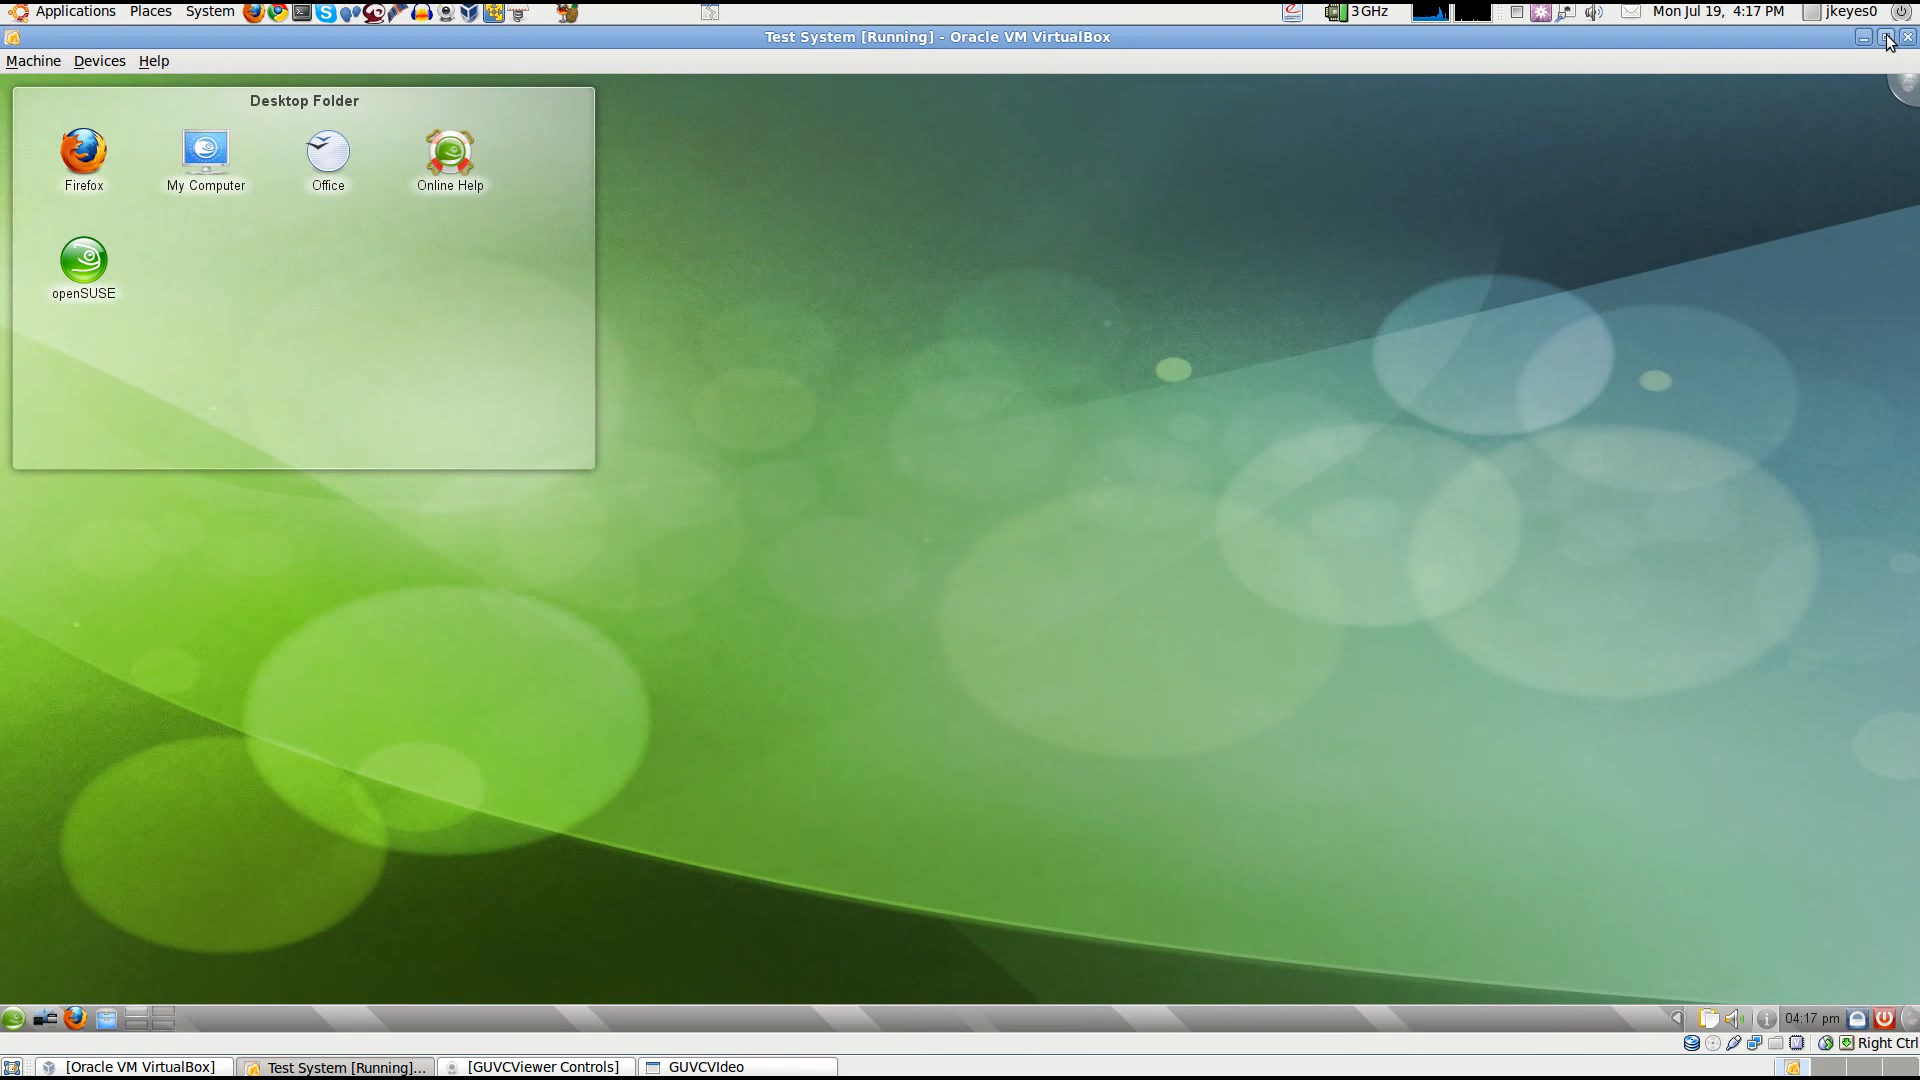 Applications Places System 3GHz Mon Jul 19, 4:17 PM jkeyes0
Test System [Running] - Oracle VM VirtualBox
Machine Devices Help
Desktop Folder
Firefox My Computer Office Online Help
openSUSE
04:17 pm
Right Ctrl
[Oracle VM VirtualBox] Test System [Running]... [GUVCViewer Controls] GUVCVIdeo